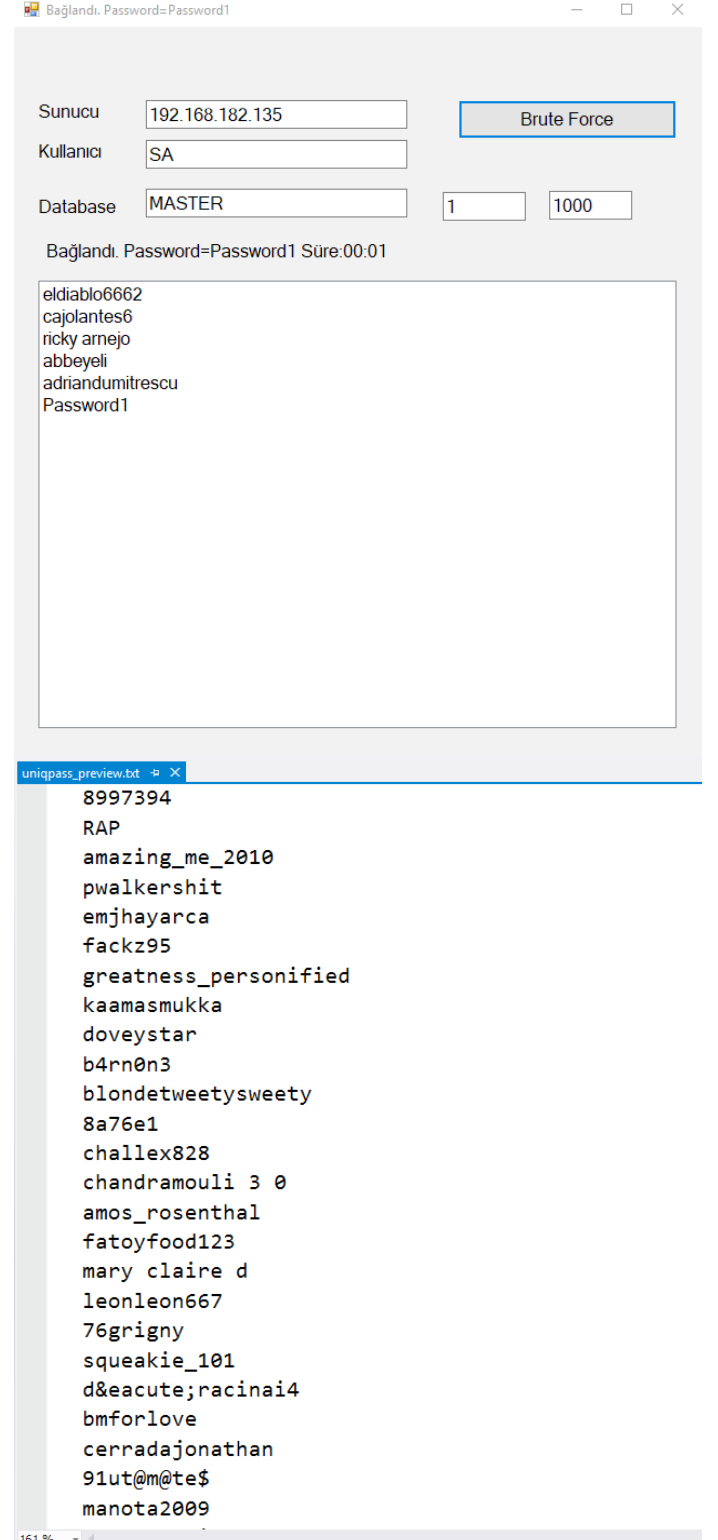 Bağlandı. Password=Password1
Sunucu 192.168.182.135 Brute Force
Kullanıcı SA
Database MASTER 1 1000
Bağlandı. Password=Password1 Süre:00:01
eldiablo6662
cajolantes6
ricky arnejo
abbeyeli
adriandumitrescu
Password1
uniqpass_preview.txt
8997394
RAP
amazing_me_2010
pwalkershit
emjhayarca
fackz95
greatness_personified
kaamasmukka
doveystar
b4rn0n3
blondetweetysweety
8a76e1
challex828
chandramouli 3 0
amos_rosenthal
fatoyfood123
mary claire d
leonleon667
76grigny
squeakie_101
d&eacute;racinai4
bmforlove
cerradajonathan
91ut@m@te$
manota2009
161 %